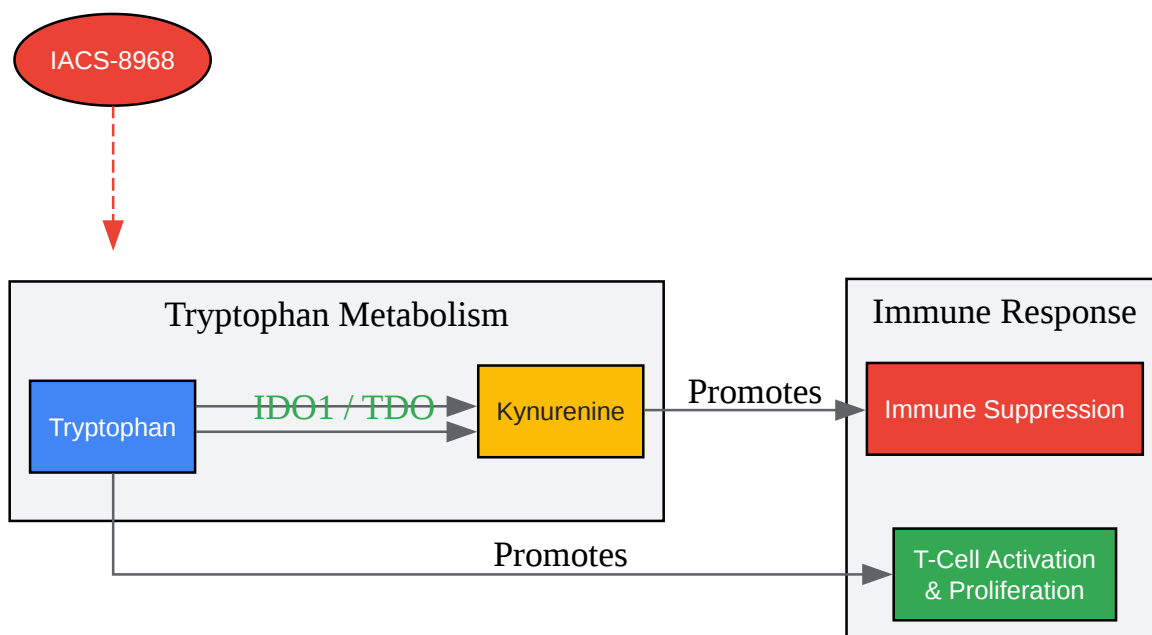 IACS-8968
Tryptophan Metabolism
Immune Response
Tryptophan
IDO1 / TDO
Kynurenine
Promotes
Immune Suppression
Promotes
T-Cell Activation
& Proliferation